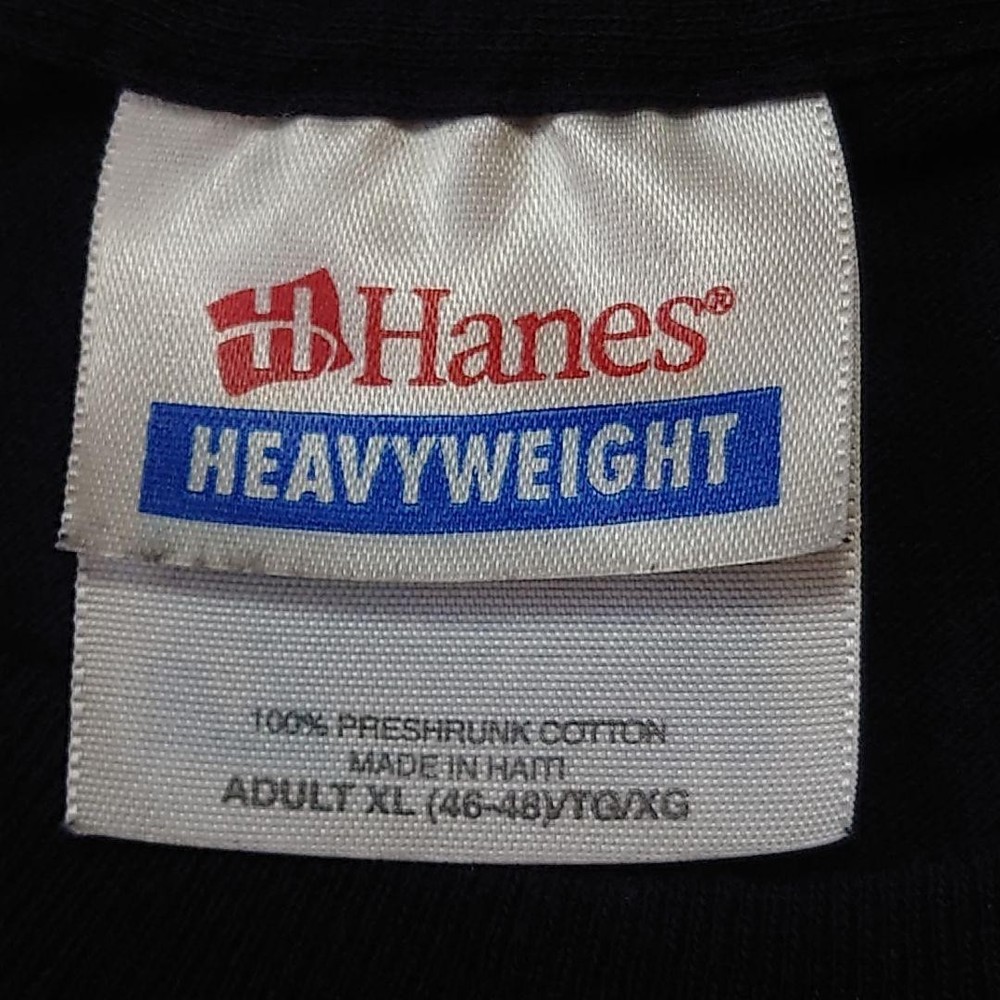 H Hanes®
HEAVYWEIGHT
100% PRESHRUNK COTTON
MADE IN HAITI
ADULT XL (46-48)/TG/XG